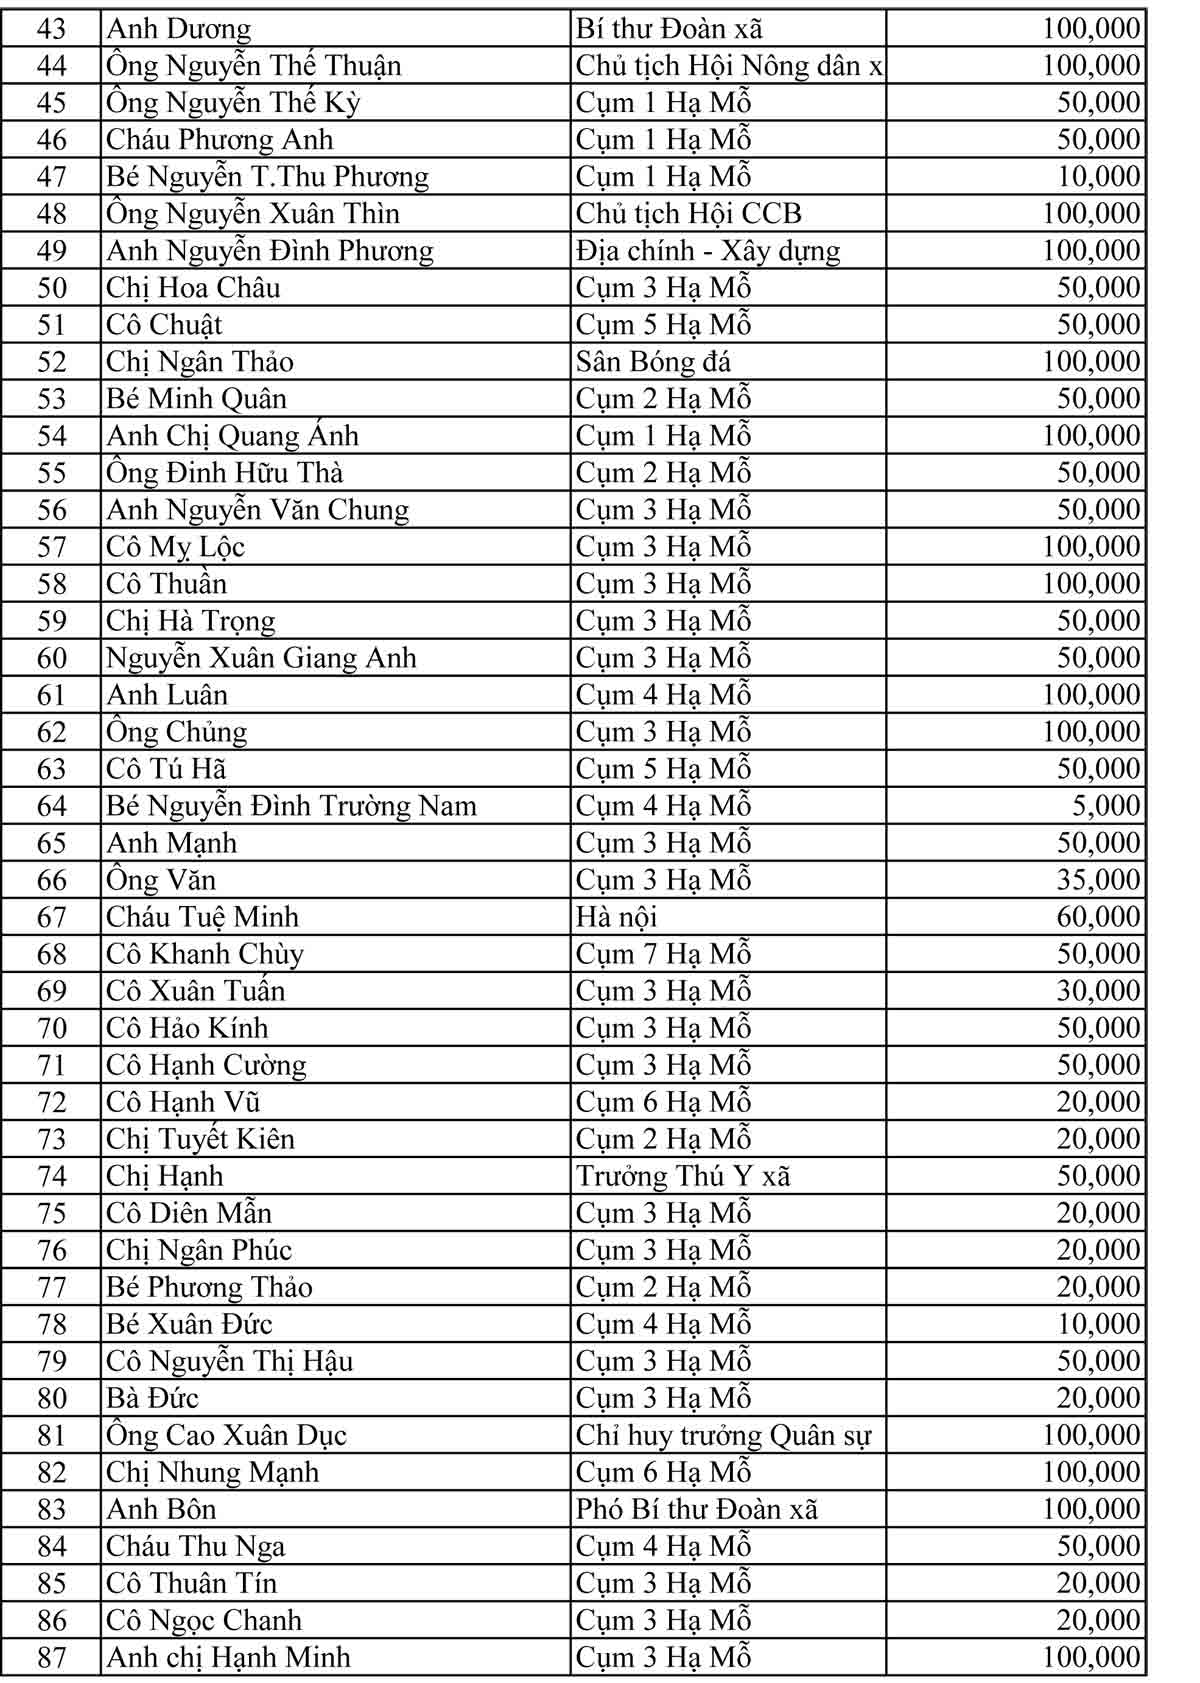 43 Anh Dương Bí thư Đoàn xã 100,000
44 Ông Nguyễn Thế Thuận Chủ tịch Hội Nông dân x 100,000
45 Ông Nguyễn Thế Kỳ Cụm 1 Hạ Mỗ 50,000
46 Cháu Phương Anh Cụm 1 Hạ Mỗ 50,000
47 Bé Nguyễn T.Thu Phương Cụm 1 Hạ Mỗ 10,000
48 Ông Nguyễn Xuân Thìn Chủ tịch Hội CCB 100,000
49 Anh Nguyễn Đình Phương Địa chính - Xây dựng 100,000
50 Chị Hoa Châu Cụm 3 Hạ Mỗ 50,000
51 Cô Chuật Cụm 5 Hạ Mỗ 50,000
52 Chị Ngân Thảo Sân Bóng đá 100,000
53 Bé Minh Quân Cụm 2 Hạ Mỗ 50,000
54 Anh Chị Quang Ánh Cụm 1 Hạ Mỗ 100,000
55 Ông Đinh Hữu Thà Cụm 2 Hạ Mỗ 50,000
56 Anh Nguyễn Văn Chung Cụm 3 Hạ Mỗ 50,000
57 Cô Mỵ Lộc Cụm 3 Hạ Mỗ 100,000
58 Cô Thuần Cụm 3 Hạ Mỗ 100,000
59 Chị Hà Trọng Cụm 3 Hạ Mỗ 50,000
60 Nguyễn Xuân Giang Anh Cụm 3 Hạ Mỗ 50,000
61 Anh Luân Cụm 4 Hạ Mỗ 100,000
62 Ông Chủng Cụm 3 Hạ Mỗ 100,000
63 Cô Tú Hã Cụm 5 Hạ Mỗ 50,000
64 Bé Nguyễn Đình Trường Nam Cụm 4 Hạ Mỗ 5,000
65 Anh Mạnh Cụm 3 Hạ Mỗ 50,000
66 Ông Văn Cụm 3 Hạ Mỗ 35,000
67 Cháu Tuệ Minh Hà nội 60,000
68 Cô Khanh Chùy Cụm 7 Hạ Mỗ 50,000
69 Cô Xuân Tuấn Cụm 3 Hạ Mỗ 30,000
70 Cô Hảo Kính Cụm 3 Hạ Mỗ 50,000
71 Cô Hạnh Cường Cụm 3 Hạ Mỗ 50,000
72 Cô Hạnh Vũ Cụm 6 Hạ Mỗ 20,000
73 Chị Tuyết Kiên Cụm 2 Hạ Mỗ 20,000
74 Chị Hạnh Trưởng Thú Y xã 50,000
75 Cô Diên Mẫn Cụm 3 Hạ Mỗ 20,000
76 Chị Ngân Phúc Cụm 3 Hạ Mỗ 20,000
77 Bé Phương Thảo Cụm 2 Hạ Mỗ 20,000
78 Bé Xuân Đức Cụm 4 Hạ Mỗ 10,000
79 Cô Nguyễn Thị Hậu Cụm 3 Hạ Mỗ 50,000
80 Bà Đức Cụm 3 Hạ Mỗ 20,000
81 Ông Cao Xuân Dục Chỉ huy trưởng Quân sự 100,000
82 Chị Nhung Mạnh Cụm 6 Hạ Mỗ 100,000
83 Anh Bôn Phó Bí thư Đoàn xã 100,000
84 Cháu Thu Nga Cụm 4 Hạ Mỗ 50,000
85 Cô Thuân Tín Cụm 3 Hạ Mỗ 20,000
86 Cô Ngọc Chanh Cụm 3 Hạ Mỗ 20,000
87 Anh chị Hạnh Minh Cụm 3 Hạ Mỗ 100,000